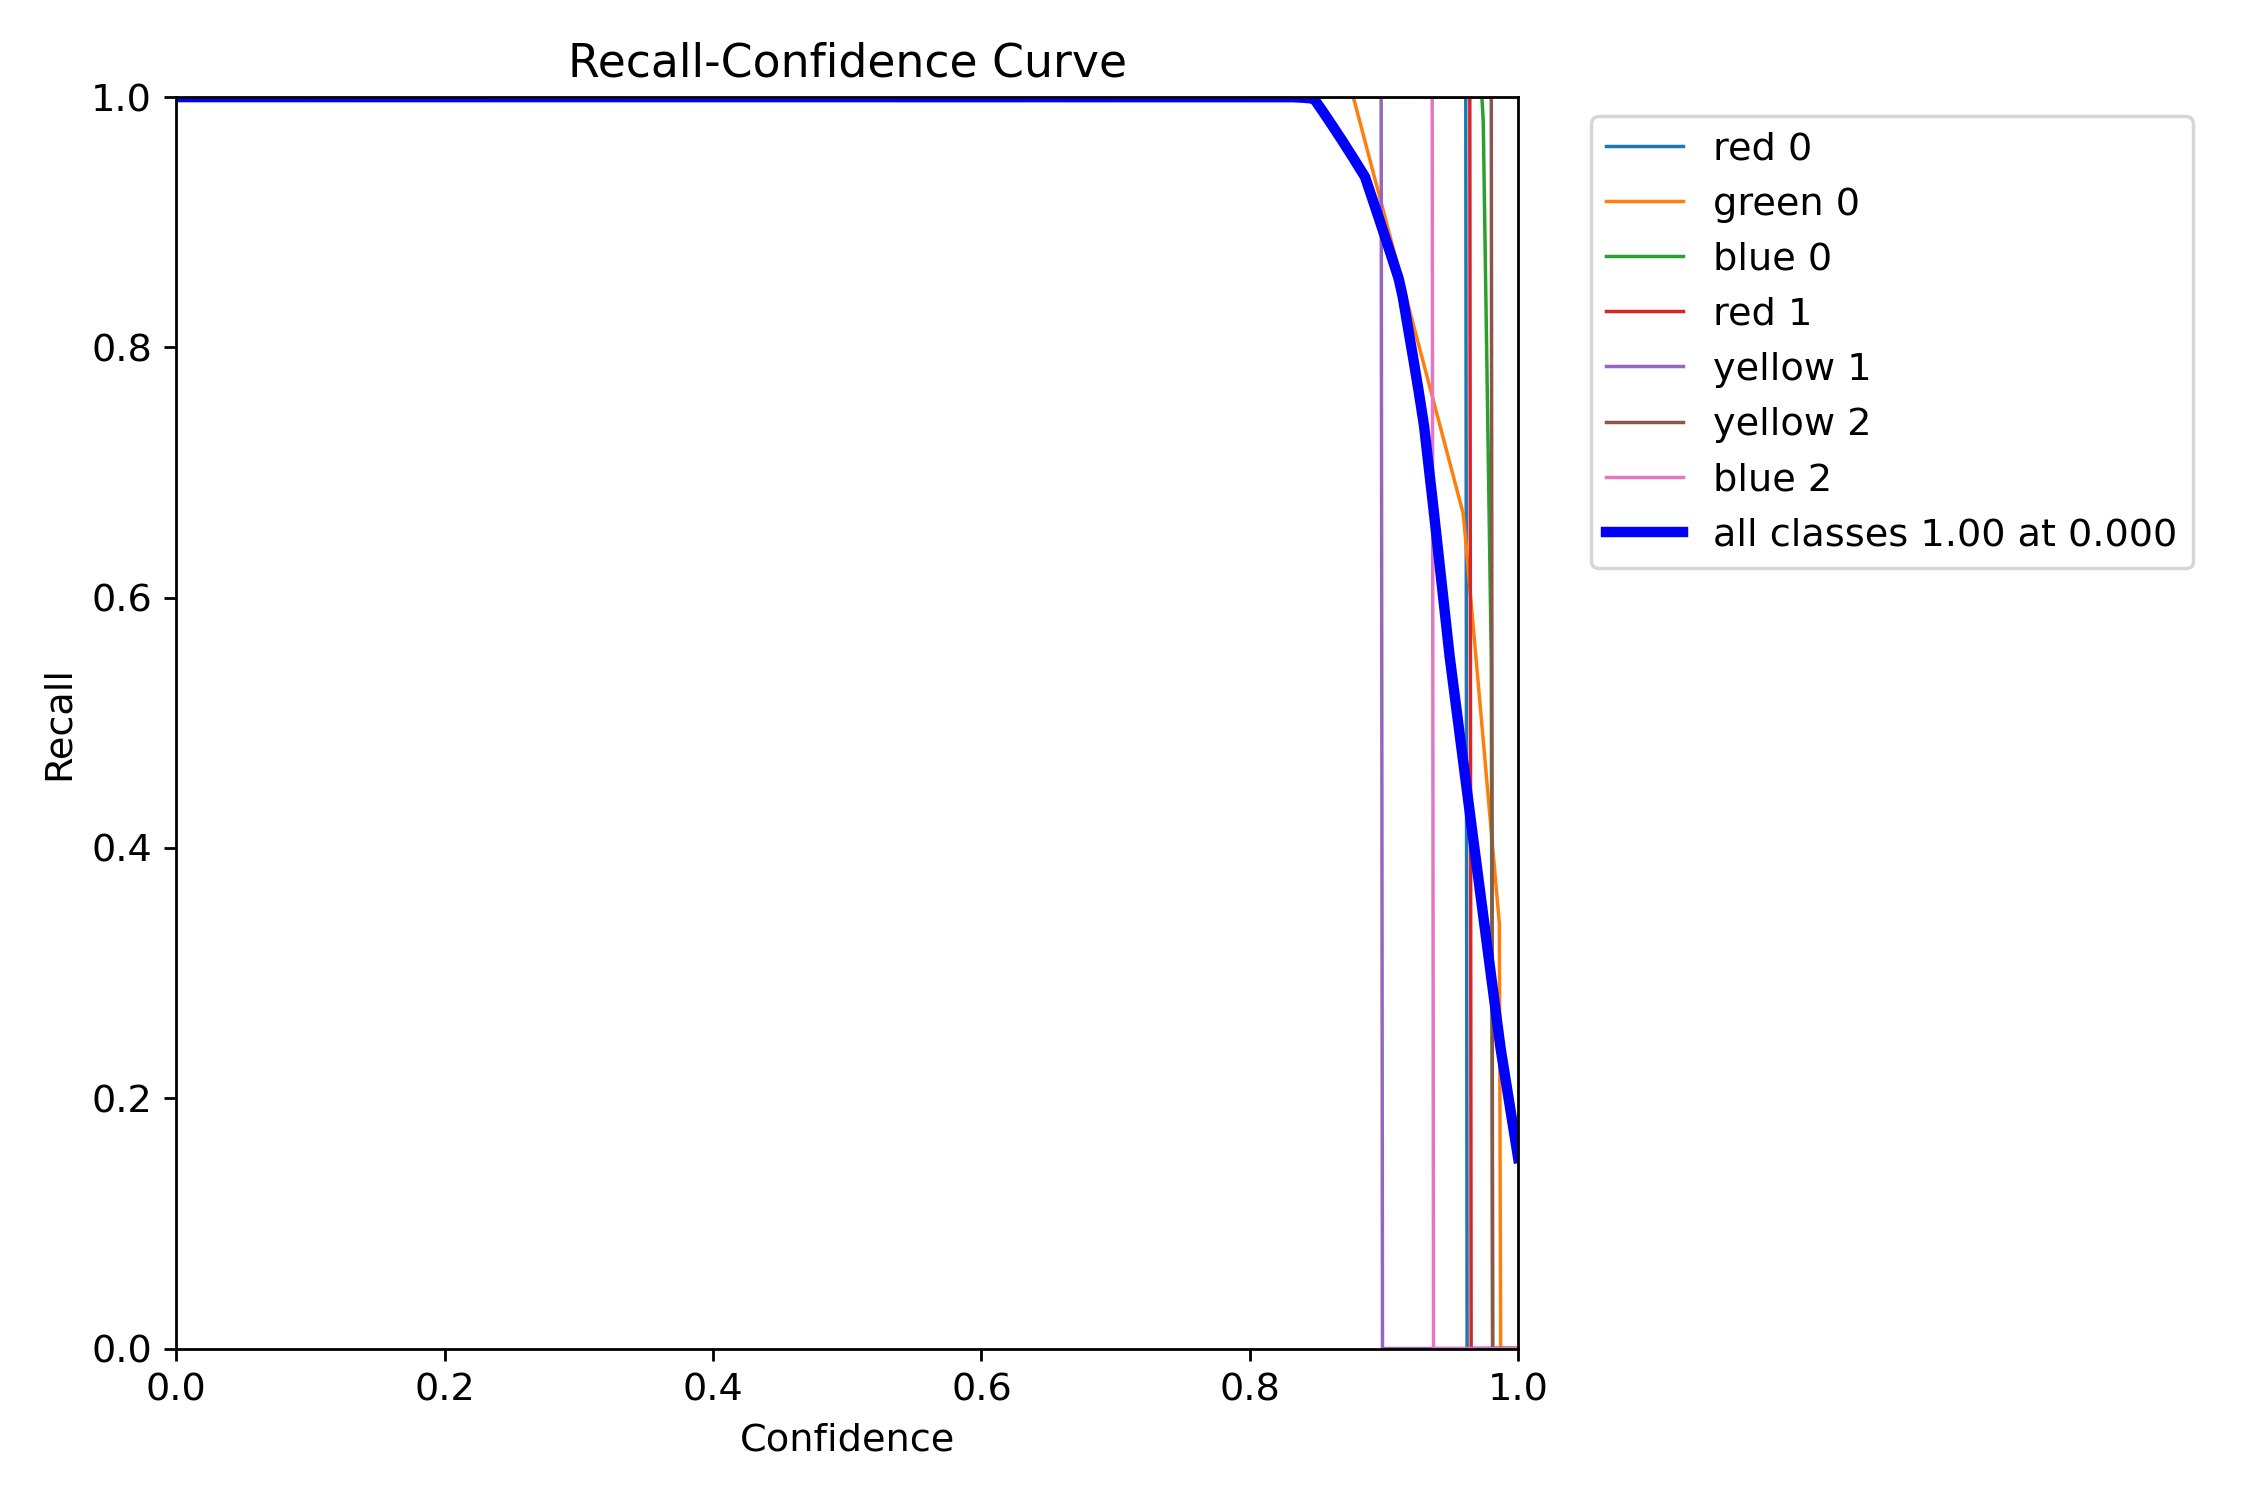 Recall-Confidence Curve
1.0
0.8
0.6
0.4
0.2
0.0
Recall
0.0 0.2 0.4 0.6 0.8 1.0
Confidence
red 0
green 0
blue 0
red 1
yellow 1
yellow 2
blue 2
all classes 1.00 at 0.000